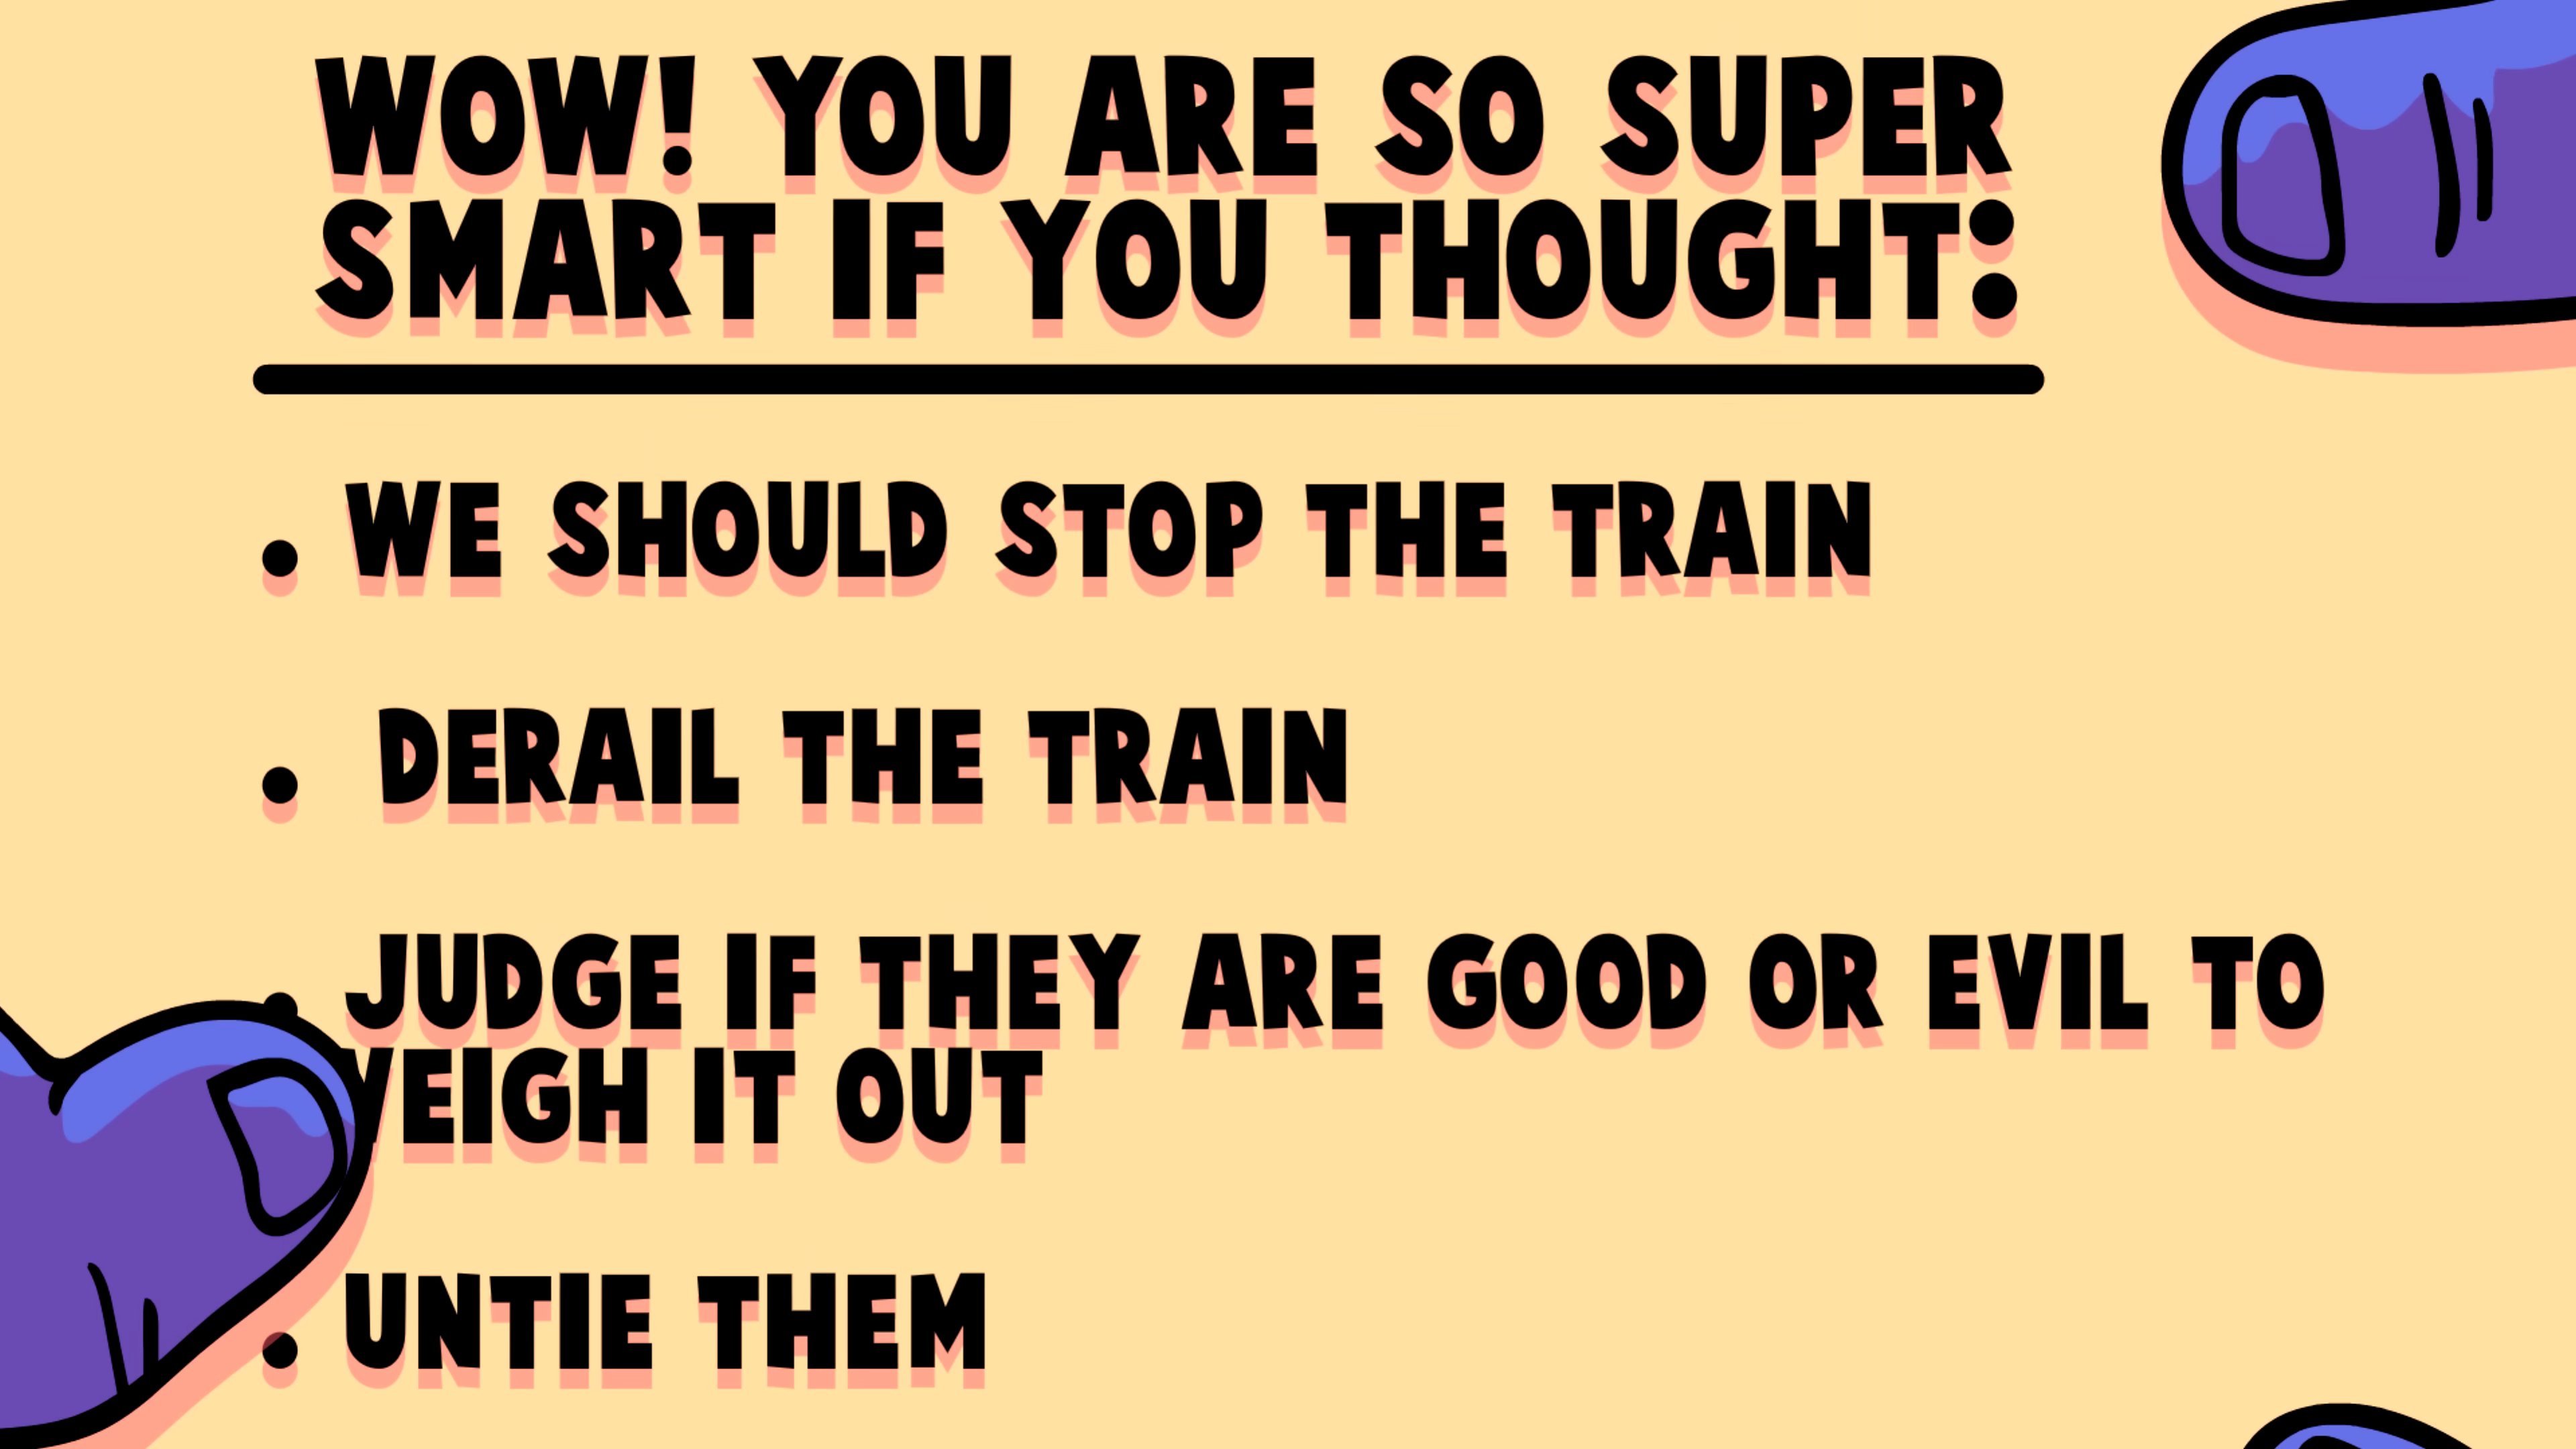 WOW! YOU ARE SO SUPER
SMART IF YOU THOUGHT:
• WE SHOULD STOP THE TRAIN
• DERAIL THE TRAIN
• JUDGE IF THEY ARE GOOD OR EVIL TO
WEIGH IT OUT
• UNTIE THEM